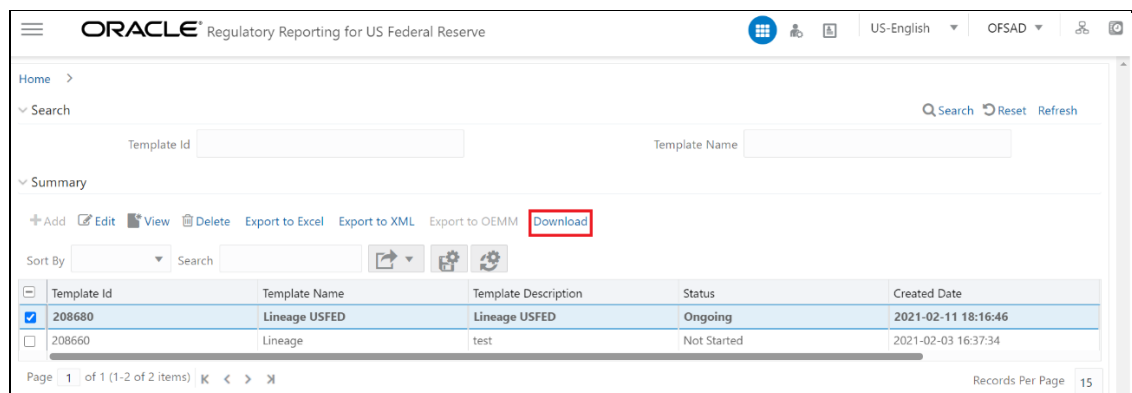 ORACLE® Regulatory Reporting for US Federal Reserve US-English OFSAD
Home >
Search Search Reset Refresh
Template Id Template Name
Summary
Add Edit View Delete Export to Excel Export to XML Export to OEMM Download
Sort By Search
Template Id Template Name Template Description Status Created Date
208680 Lineage USFED Lineage USFED Ongoing 2021-02-11 18:16:46
208660 Lineage test Not Started 2021-02-03 16:37:34
Page 1 of 1 (1-2 of 2 items) Records Per Page 15